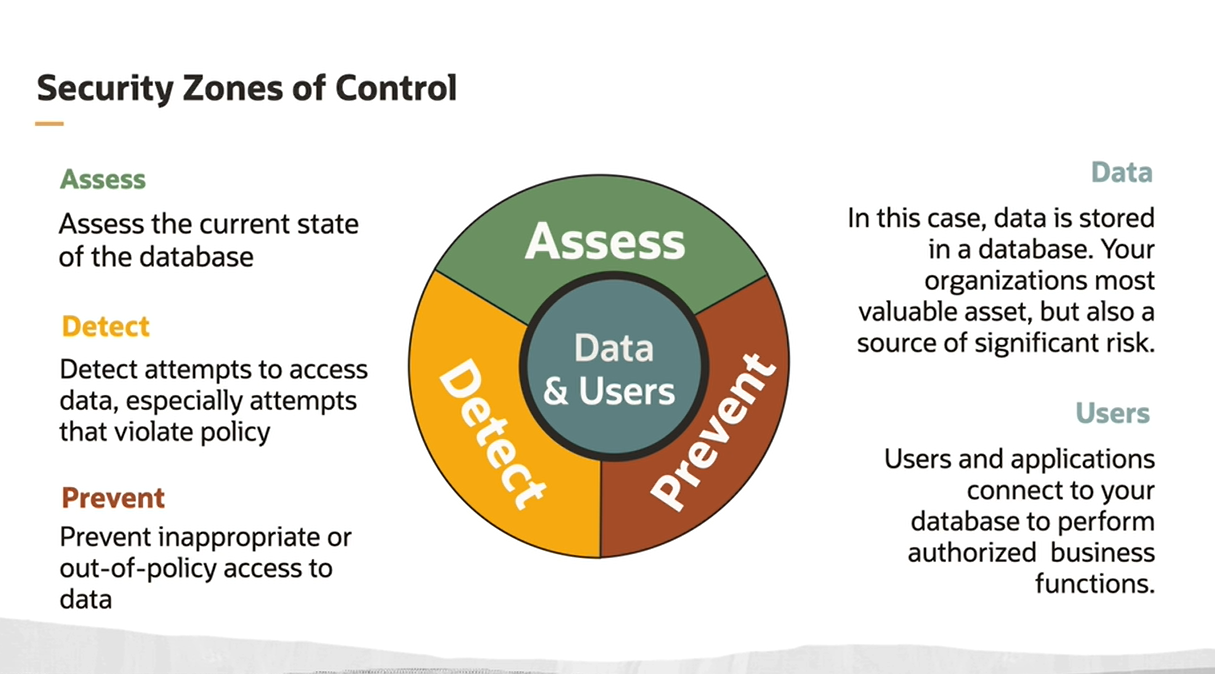 Security Zones of Control
Assess
Assess the current state
of the database
Detect
Detect attempts to access
data, especially attempts
that violate policy
Prevent
Prevent inappropriate or
out-of-policy access to
data
Assess
Detect
Prevent
Data
& Users
Data
In this case, data is stored
in a database. Your
organizations most
valuable asset, but also a
source of significant risk.
Users
Users and applications
connect to your
database to perform
authorized  business
functions.